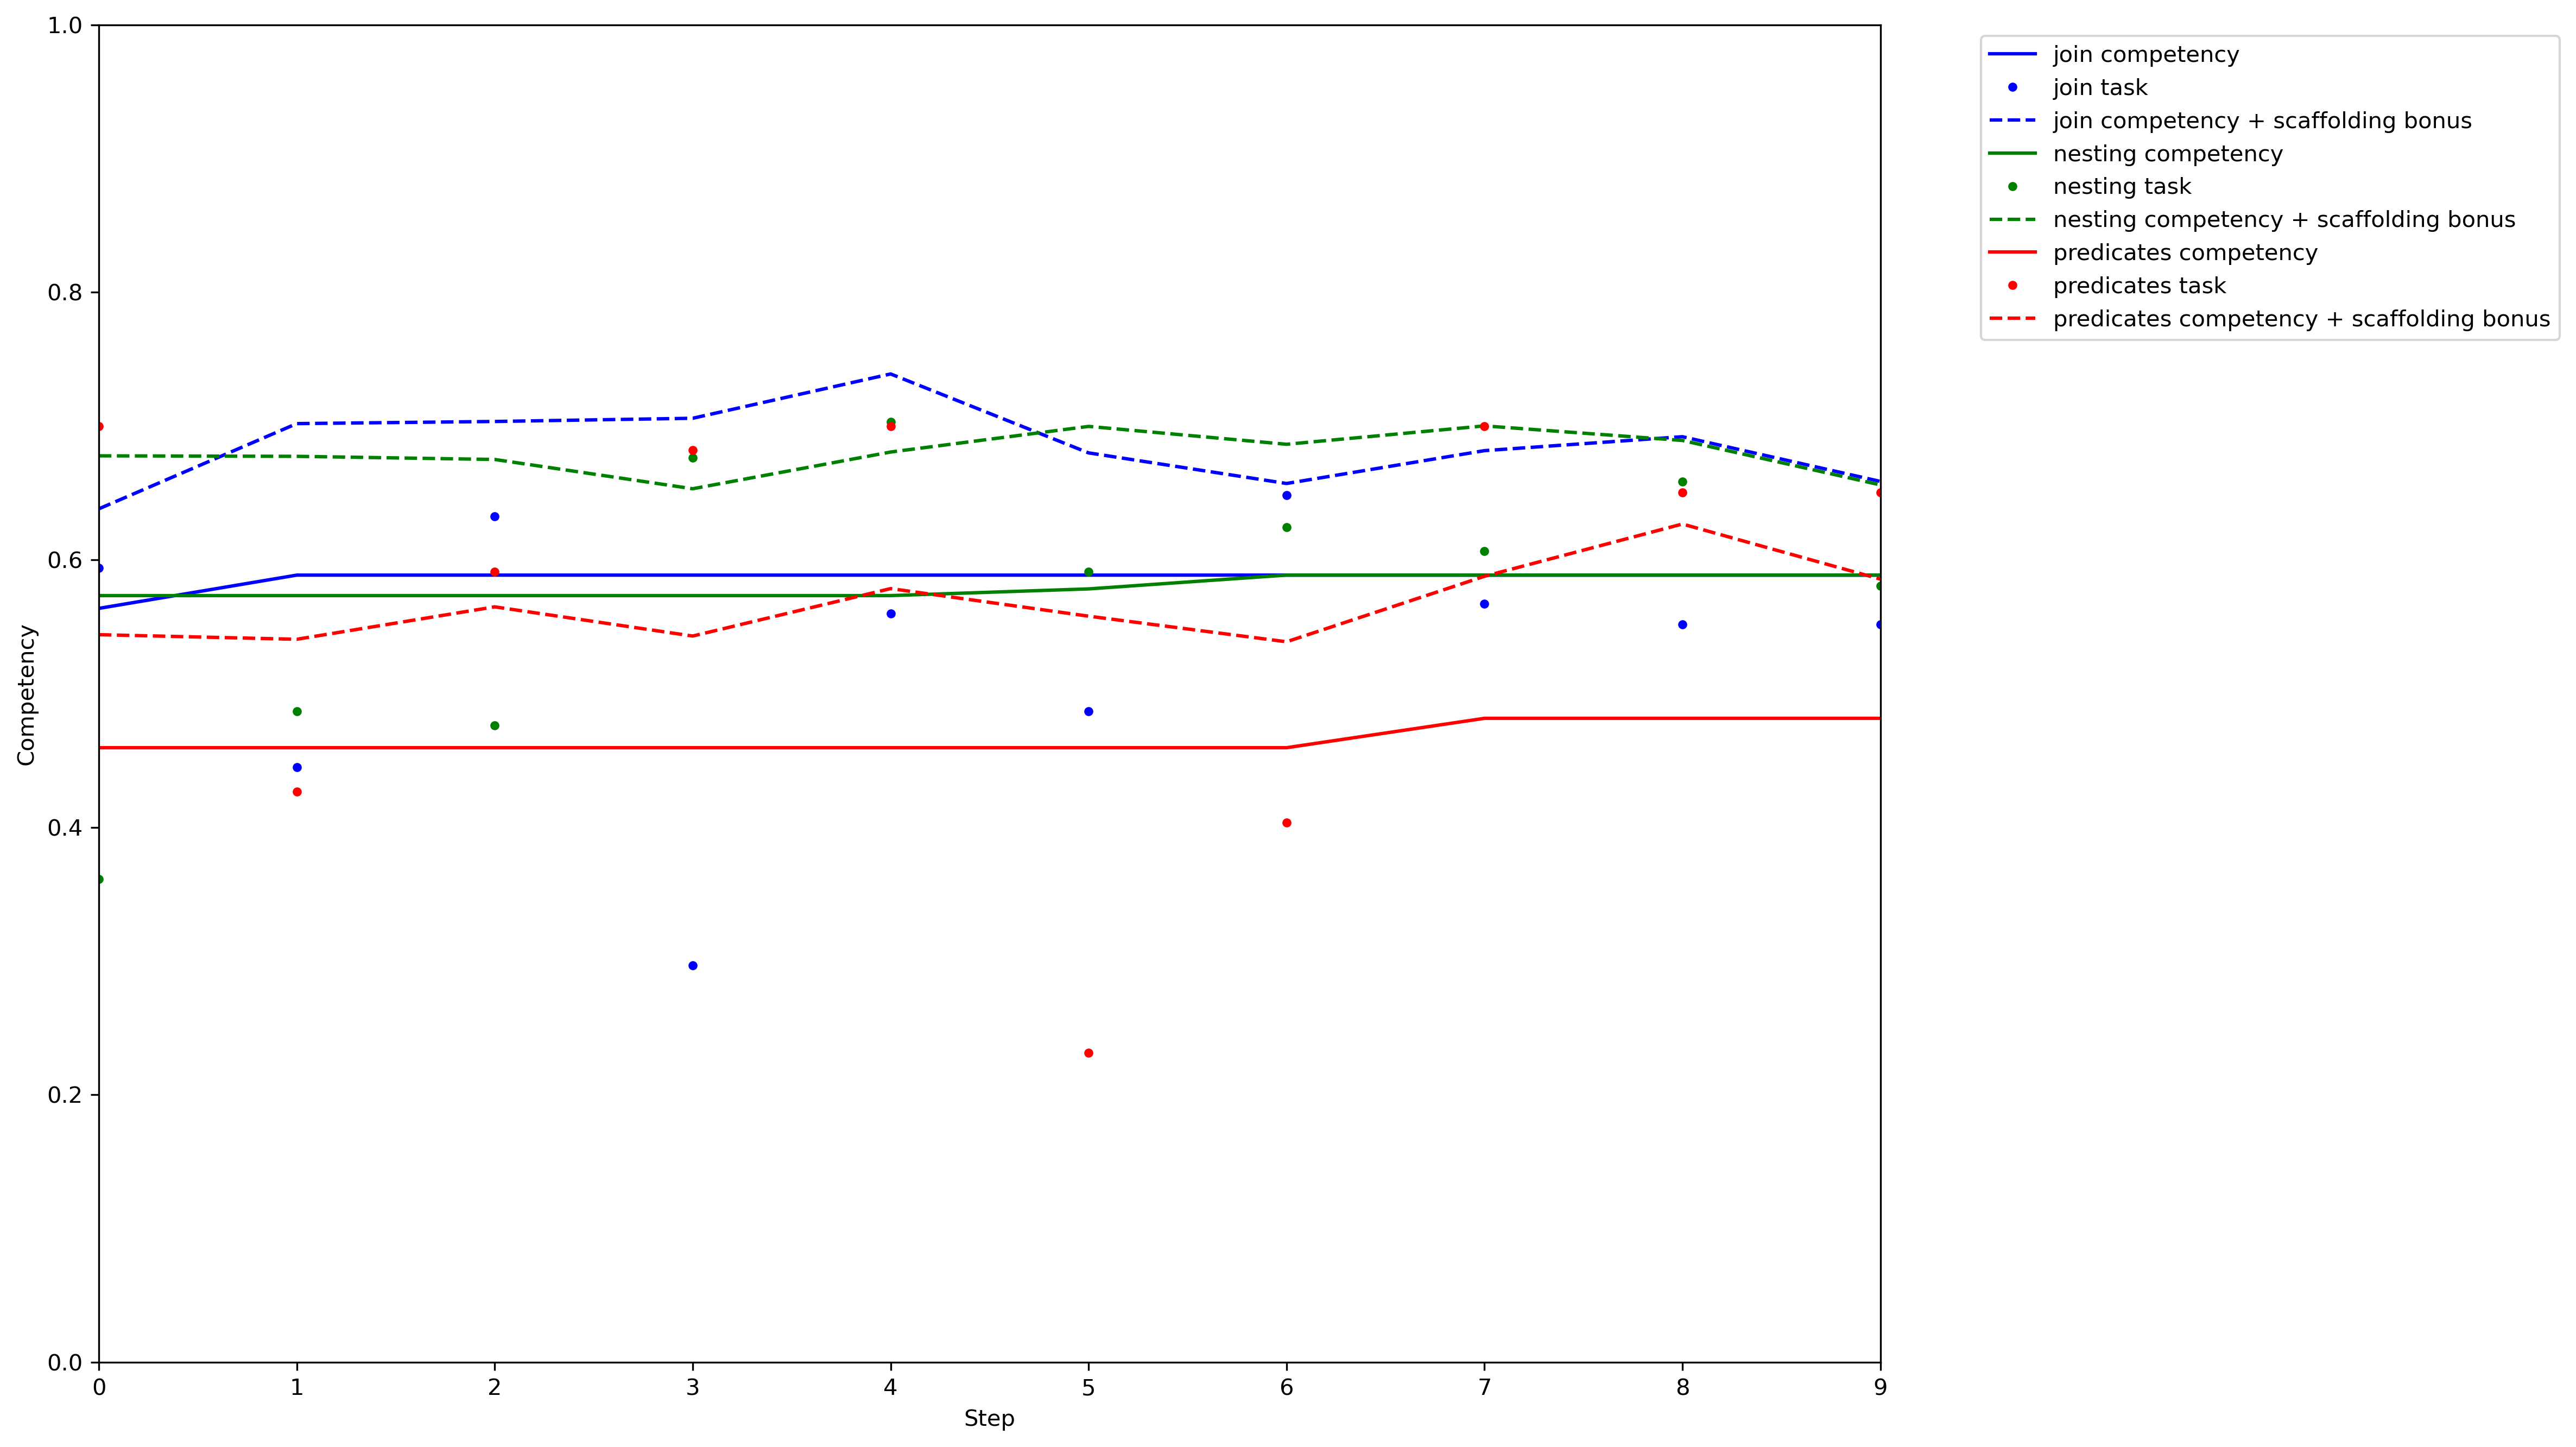 1.0
0.8
0.6
0.4
0.2
0.0
Competency
0 1 2 3 4 5 6 7 8 9
Step
join competency
join task
join competency + scaffolding bonus
nesting competency
nesting task
nesting competency + scaffolding bonus
predicates competency
predicates task
predicates competency + scaffolding bonus